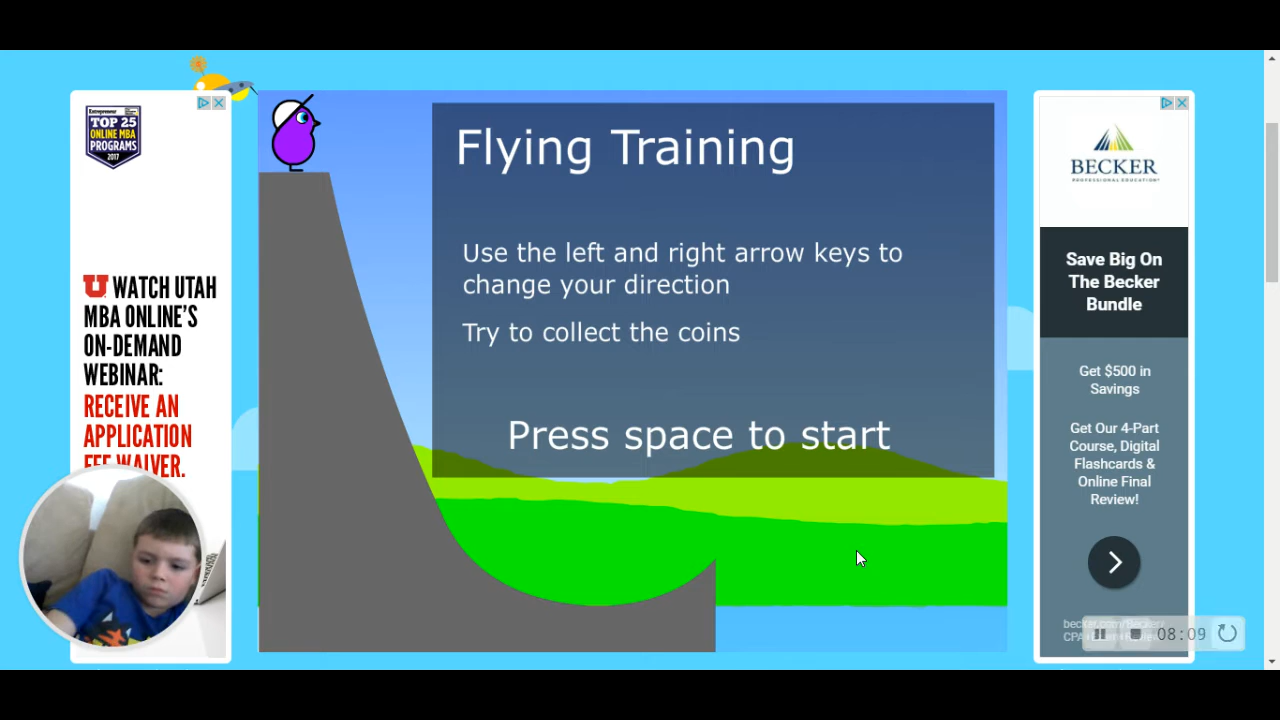 Entrepreneur
TOP 25
ONLINE MBA
PROGRAMS
2017
U WATCH UTAH
MBA ONLINE'S
ON-DEMAND
WEBINAR:
RECEIVE AN
APPLICATION
FEE WAIVER.
Flying Training
Use the left and right arrow keys to
change your direction
Try to collect the coins
Press space to start
BECKER
PROFESSIONAL EDUCATION
Save Big On
The Becker
Bundle
Get $500 in
Savings
Get Our 4-Part
Course, Digital
Flashcards &
Online Final
Review!
08:09